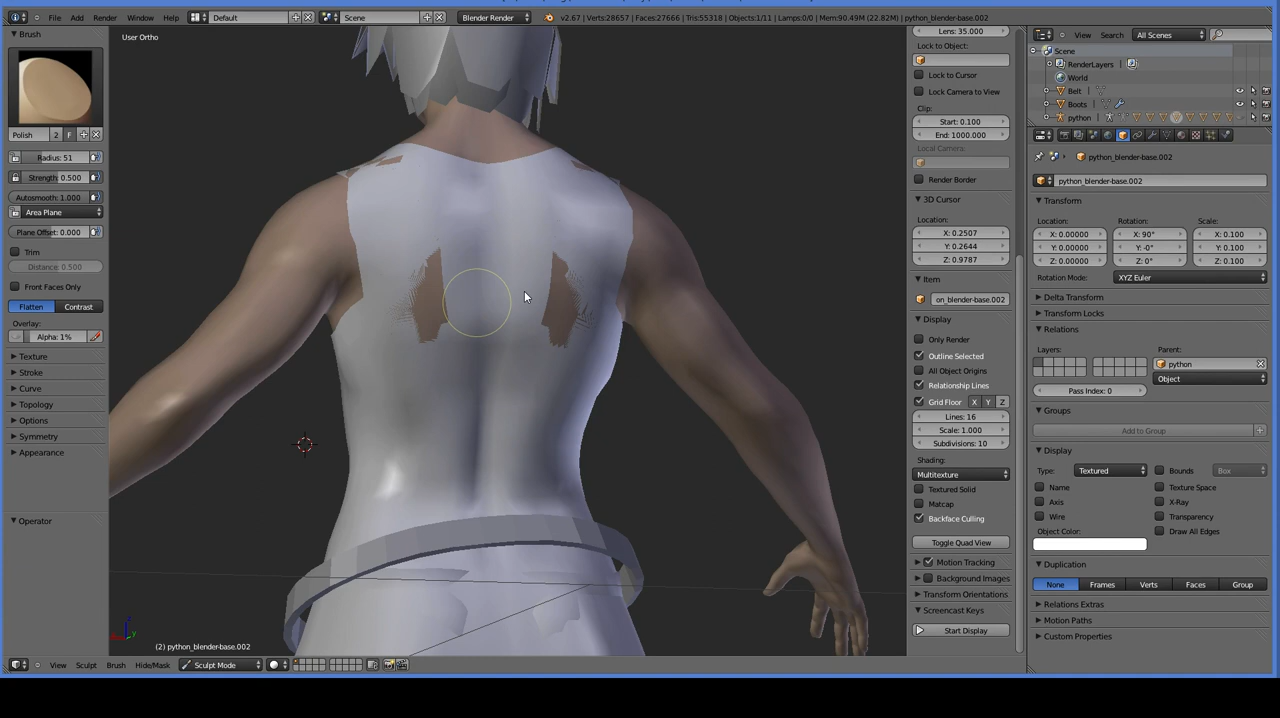 File Add Render Window Help Default Scene Blender Render v2.67 | Verts:28657 | Faces:27666 | Tris:55318 | Objects:1/11 | Lamps:0/0 | Mem:90.49M (22.82M) | python_blender-base.002
Brush
User Ortho
Polish 2 F
Radius: 51
Strength: 0.500
Autosmooth: 1.000
Area Plane
Plane Offset: 0.000
Trim
Distance: 0.500
Front Faces Only
Flatten Contrast
Overlay:
Alpha: 1%
Texture
Stroke
Curve
Topology
Options
Symmetry
Appearance
Operator
(2) python_blender-base.002
View Sculpt Brush Hide/Mask Sculpt Mode
Lens: 35.000
Lock to Object:
Lock to Cursor
Lock Camera to View
Clip:
Start: 0.100
End: 1000.000
Local Camera:
Render Border
3D Cursor
Location:
X: 0.2507
Y: 0.2644
Z: 0.9787
Item
on_blender-base.002
Display
Only Render
Outline Selected
All Object Origins
Relationship Lines
Grid Floor X Y Z
Lines: 16
Scale: 1.000
Subdivisions: 10
Shading:
Multitexture
Textured Solid
Matcap
Backface Culling
Toggle Quad View
Motion Tracking
Background Images
Transform Orientations
Screencast Keys
Start Display
View Search All Scenes
Scene
RenderLayers
World
Belt
Boots
python
python_blender-base.002
python_blender-base.002
Transform
Location: Rotation: Scale:
X: 0.00000 X: 90° X: 0.100
Y: 0.00000 Y: -0° Y: 0.100
Z: 0.00000 Z: 0° Z: 0.100
Rotation Mode: XYZ Euler
Delta Transform
Transform Locks
Relations
Layers: Parent:
python
Object
Pass Index: 0
Groups
Add to Group
Display
Type: Textured Bounds Box
Name Texture Space
Axis X-Ray
Wire Transparency
Object Color: Draw All Edges
Duplication
None Frames Verts Faces Group
Relations Extras
Motion Paths
Custom Properties